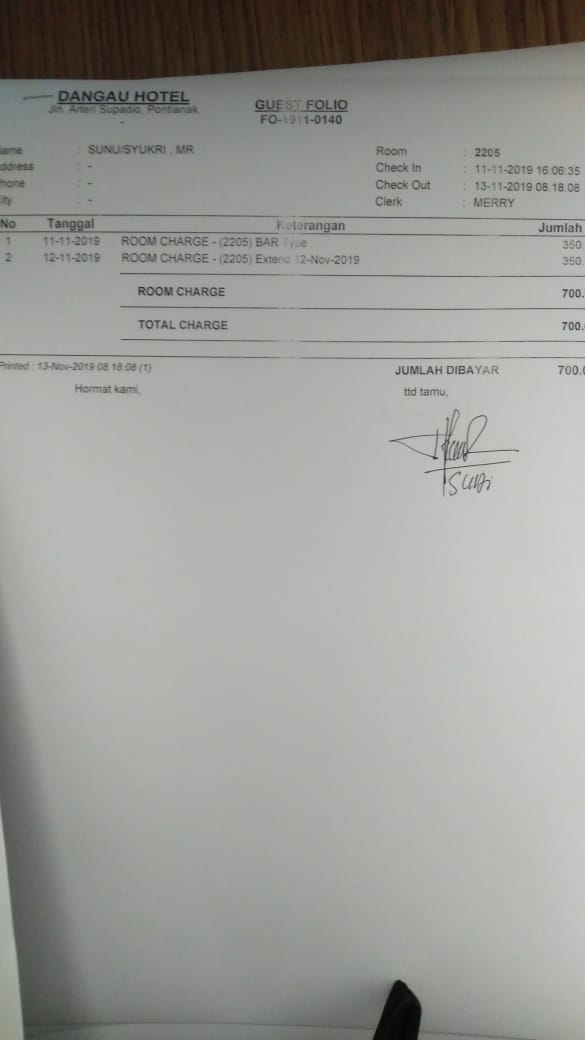 DANGAU HOTEL
Jln. Arteri Supadio, Pontianak
-
GUEST FOLIO
FO-1911-0140
ame : SUNU/SYUKRI , MR
ddress : -
hone : -
ity : -
Room : 2205
Check In : 11-11-2019 16:06:35
Check Out : 13-11-2019 08.18.08
Clerk : MERRY
No Tanggal Keterangan Jumlah
1 11-11-2019 ROOM CHARGE - (2205) BAR Type 350.
2 12-11-2019 ROOM CHARGE - (2205) Extend 12-Nov-2019 350.
ROOM CHARGE 700.
TOTAL CHARGE 700.
Printed : 13-Nov-2019 08.18.08 (1)
JUMLAH DIBAYAR 700.0
Hormat kami, ttd tamu,